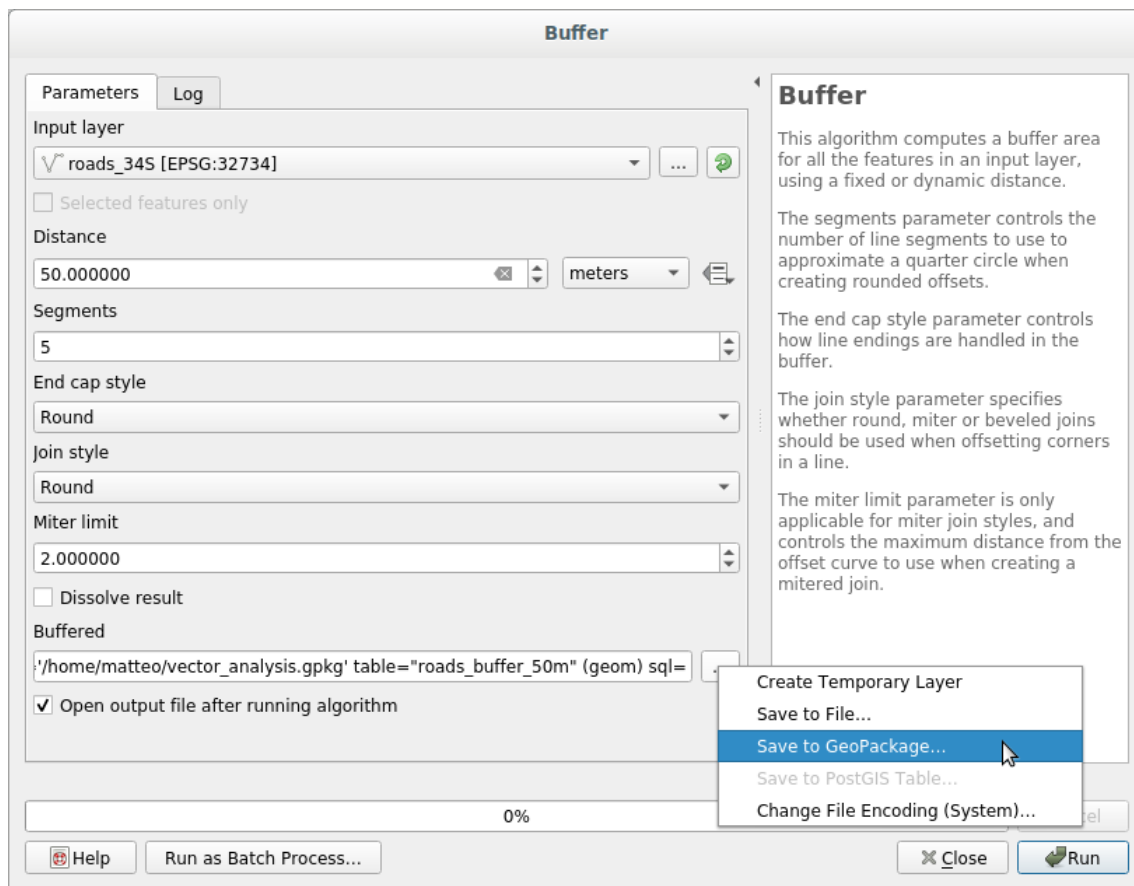 Buffer
Parameters
Log
Input layer
roads_34S [EPSG:32734]
...
Selected features only
Distance
50.000000
meters
Segments
5
End cap style
Round
Join style
Round
Miter limit
2.000000
Dissolve result
Buffered
'/home/matteo/vector_analysis.gpkg' table="roads_buffer_50m" (geom) sql=
Open output file after running algorithm
Create Temporary Layer
Save to File...
Save to GeoPackage...
Save to PostGIS Table...
Change File Encoding (System)...
0%
Help
Run as Batch Process...
Close
Run
Buffer
This algorithm computes a buffer area
for all the features in an input layer,
using a fixed or dynamic distance.
The segments parameter controls the
number of line segments to use to
approximate a quarter circle when
creating rounded offsets.
The end cap style parameter controls
how line endings are handled in the
buffer.
The join style parameter specifies
whether round, miter or beveled joins
should be used when offsetting corners
in a line.
The miter limit parameter is only
applicable for miter join styles, and
controls the maximum distance from the
offset curve to use when creating a
mitered join.